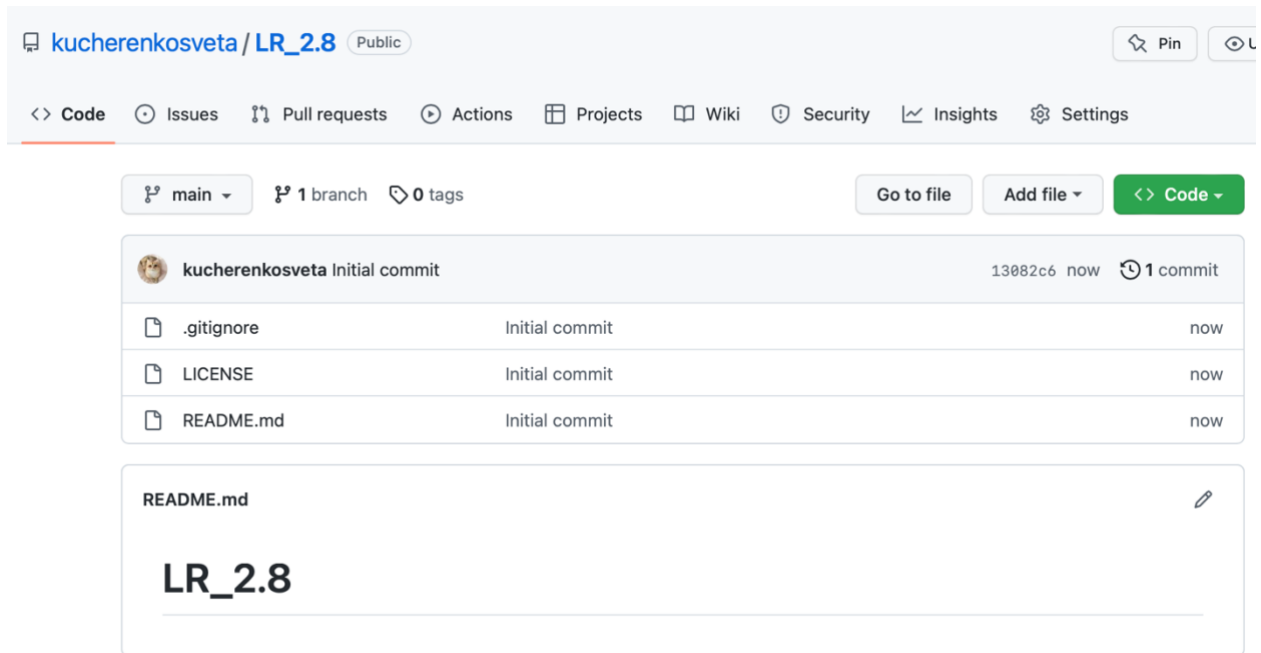 kucherenkosveta / LR_2.8 Public Pin
Code Issues Pull requests Actions Projects Wiki Security Insights Settings
main 1 branch 0 tags Go to file Add file Code
kucherenkosveta Initial commit 13082c6 now 1 commit
.gitignore Initial commit now
LICENSE Initial commit now
README.md Initial commit now
README.md
LR_2.8